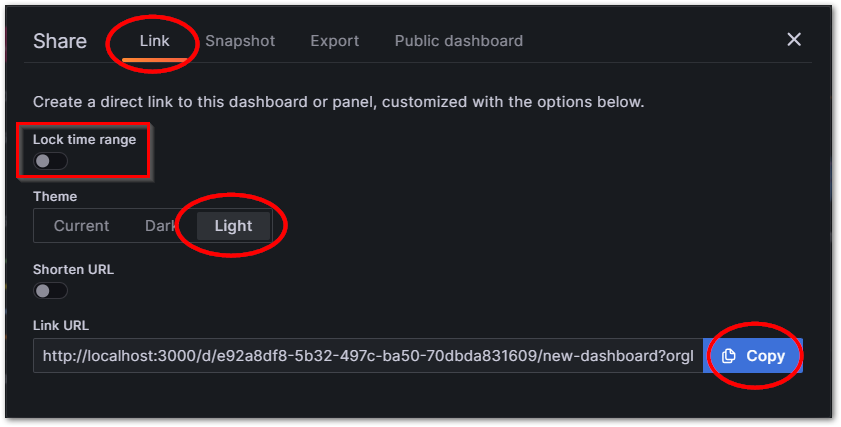 Share Link Snapshot Export Public dashboard
Create a direct link to this dashboard or panel, customized with the options below.
Lock time range
Theme
Current Dark Light
Shorten URL
Link URL
http://localhost:3000/d/e92a8df8-5b32-497c-ba50-70dbda831609/new-dashboard?orgI Copy